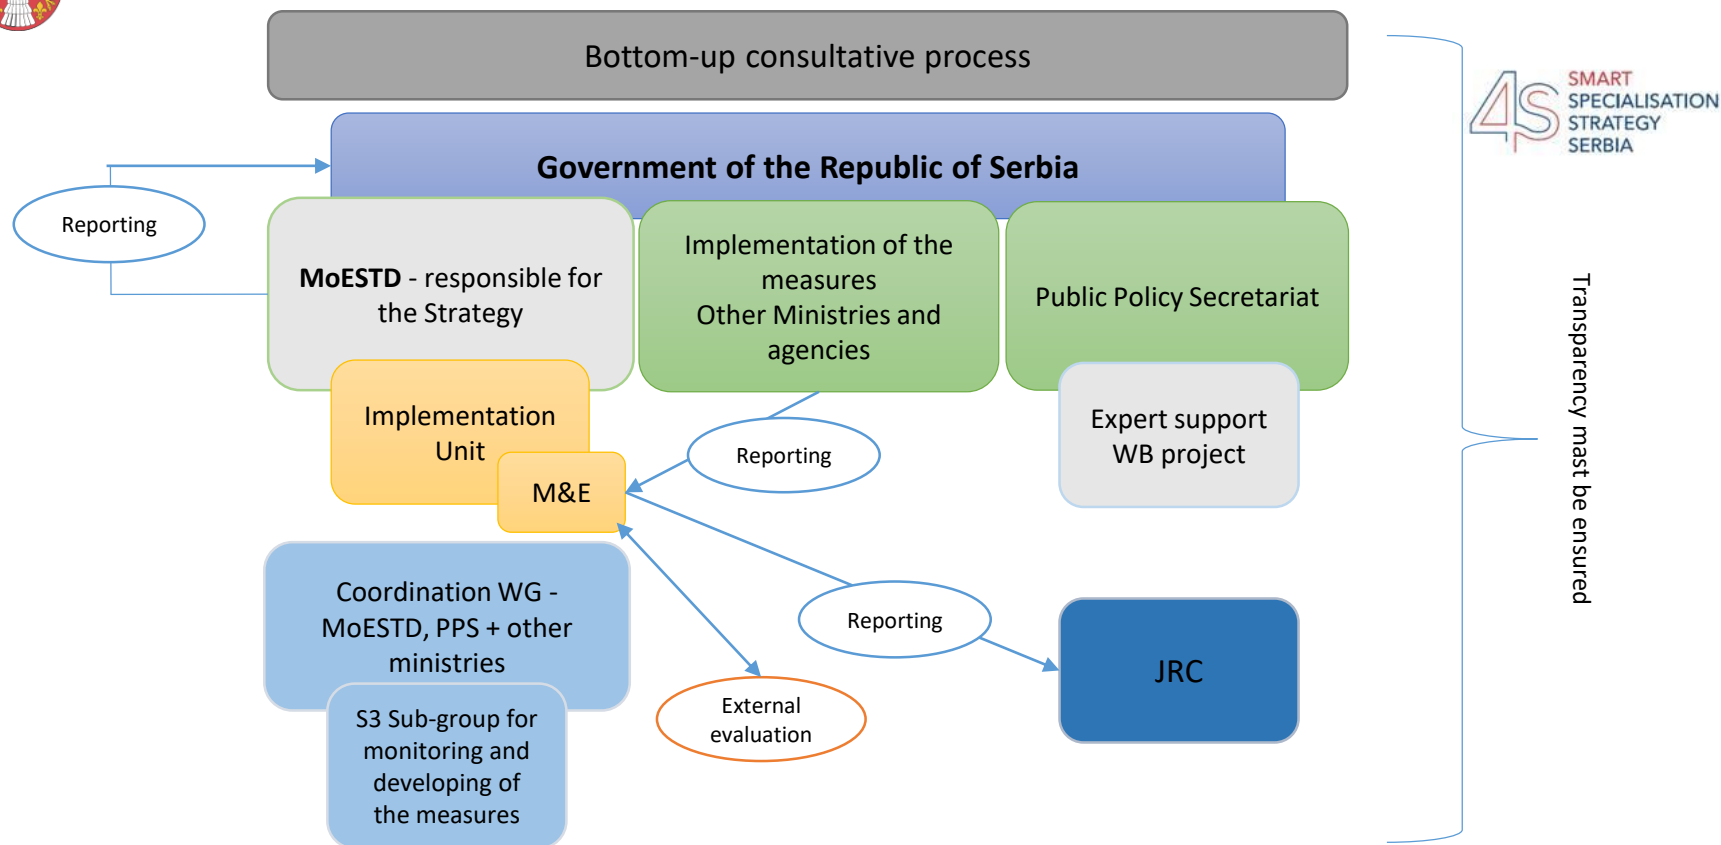 Bottom-up consultative process
SMART
SPECIALISATION
STRATEGY
SERBIA
4S
Government of the Republic of Serbia
Reporting
MoESTD - responsible for
the Strategy
Implementation of the
measures
Other Ministries and
agencies
Public Policy Secretariat
Transparency mast be ensured
Implementation
Unit
M&E
Reporting
Expert support
WB project
Coordination WG -
MoESTD, PPS + other
ministries
Reporting
JRC
External
evaluation
S3 Sub-group for
monitoring and
developing of
the measures